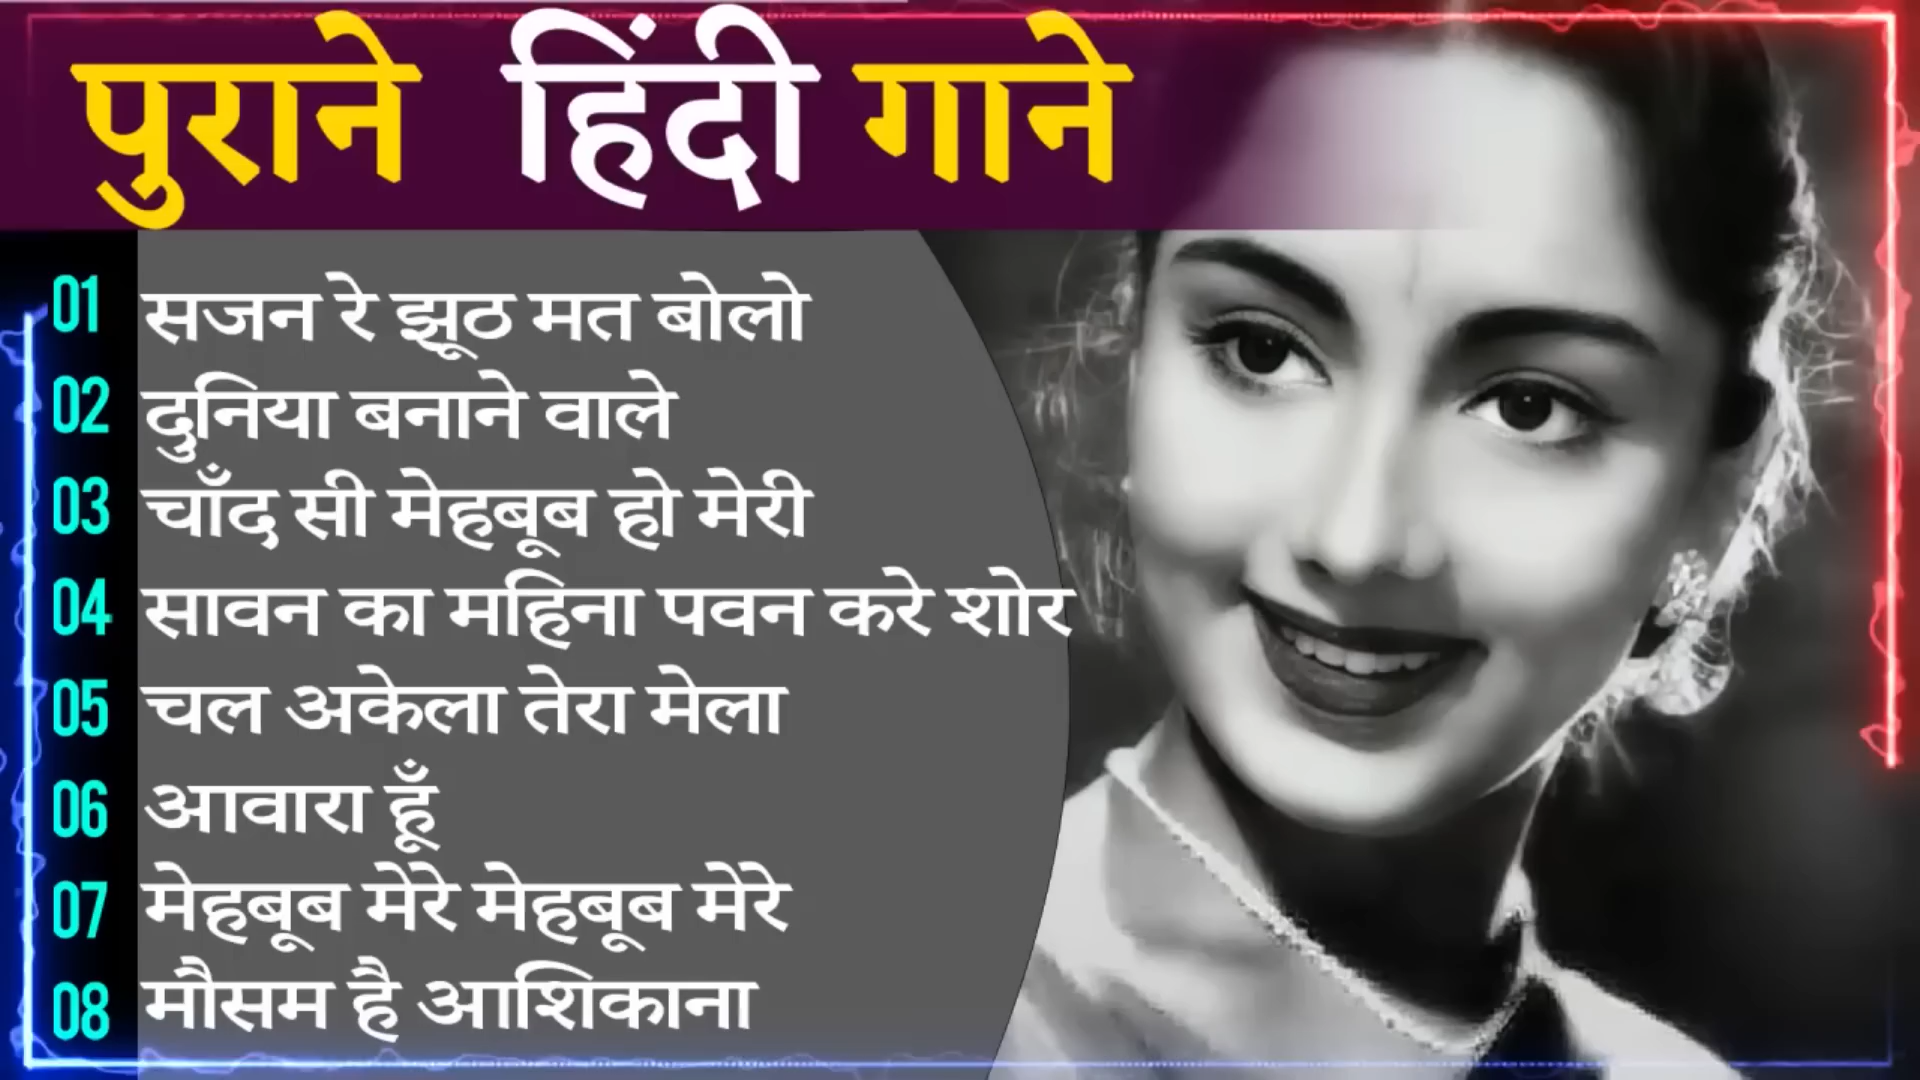 पुराने हिंदी गाने
01 सजन रे झूठ मत बोलो
02 दुनिया बनाने वाले
03 चाँद सी मेहबूब हो मेरी
04 सावन का महिना पवन करे शोर
05 चल अकेला तेरा मेला
06 आवारा हूँ
07 मेहबूब मेरे मेहबूब मेरे
08 मौसम है आशिकाना